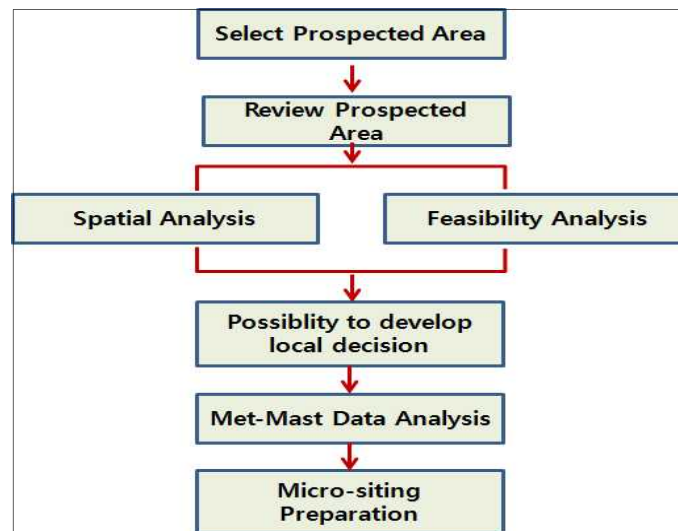 Select Prospected Area
Review Prospected
Area
Spatial Analysis
Feasibility Analysis
Possiblity to develop
local decision
Met-Mast Data Analysis
Micro-siting
Preparation